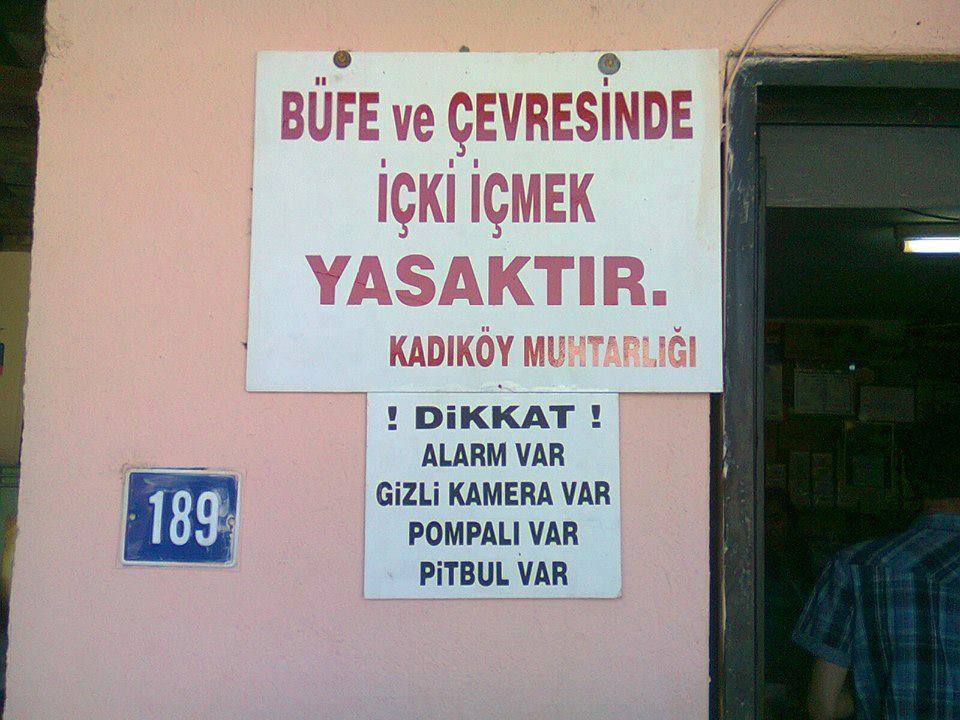 BÜFE ve ÇEVRESİNDE
İÇKİ İÇMEK
YASAKTIR.
KADIKÖY MUHTARLIĞI
! DİKKAT !
ALARM VAR
GİZLİ KAMERA VAR
POMPALI VAR
PİTBUL VAR
189